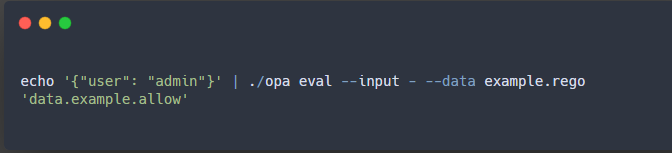 echo '{"user": "admin"}' | ./opa eval --input - --data example.rego
'data.example.allow'